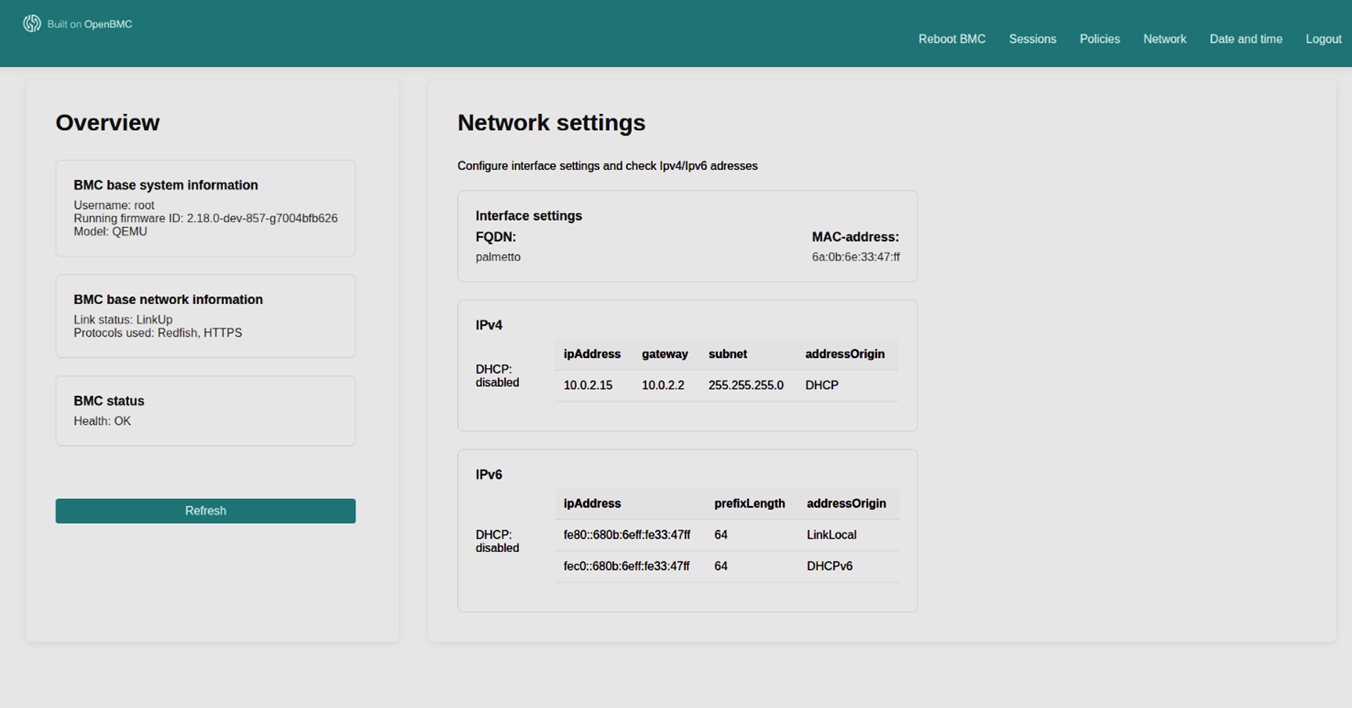 Built on OpenBMC
Reboot BMC Sessions Policies Network Date and time Logout
Overview
BMC base system information
Username: root
Running firmware ID: 2.18.0-dev-857-g7004bfb626
Model: QEMU
BMC base network information
Link status: LinkUp
Protocols used: Redfish, HTTPS
BMC status
Health: OK
Refresh
Network settings
Configure interface settings and check Ipv4/Ipv6 adresses
Interface settings
FQDN: MAC-address:
palmetto 6a:0b:6e:33:47:ff
IPv4
DHCP:
disabled
ipAddress gateway subnet addressOrigin
10.0.2.15 10.0.2.2 255.255.255.0 DHCP
IPv6
DHCP:
disabled
ipAddress prefixLength addressOrigin
fe80::680b:6eff:fe33:47ff 64 LinkLocal
fec0::680b:6eff:fe33:47ff 64 DHCPv6